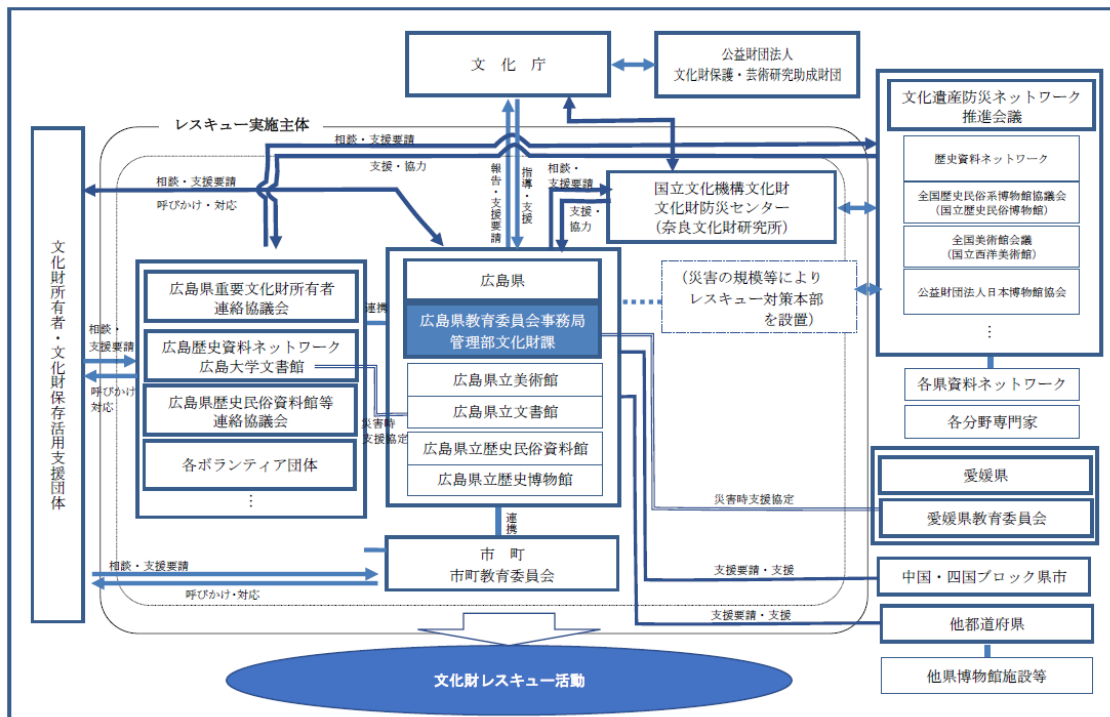 文 化 庁
公益財団法人
文化財保護・芸術研究助成財団
レスキュー実施主体
相談・支援要請
支援・協力
相談・支援要請
呼びかけ・対応
報告・支援要請
指導・支援
相談・
支援要請
支援・
協力
国立文化機構文化財
文化財防災センター
(奈良文化財研究所)
文化遺産防災ネットワーク
推進会議
歴史資料ネットワーク
全国歴史民俗系博物館協議会
(国立歴史民俗博物館)
全国美術館会議
(国立西洋美術館)
公益財団法人日本博物館協会
⋮
各県資料ネットワーク
各分野専門家
文化財所有者・文化財保存活用支援団体
相談・
支援要請
呼びかけ・
対応
広島県重要文化財所有者
連絡協議会
広島歴史資料ネットワーク
広島大学文書館
広島県歴史民俗資料館等
連絡協議会
各ボランティア団体
⋮
連携
災害時
支援協定
広島県
広島県教育委員会事務局
管理部文化財課
広島県立美術館
広島県立文書館
広島県立歴史民俗資料館
広島県立歴史博物館
(災害の規模等により
レスキュー対策本部
を設置)
連携
市 町
市町教育委員会
相談・支援要請
呼びかけ・対応
災害時支援協定
愛媛県
愛媛県教育委員会
支援要請・支援
中国・四国ブロック県市
支援要請・支援
他都道府県
他県博物館施設等
文化財レスキュー活動